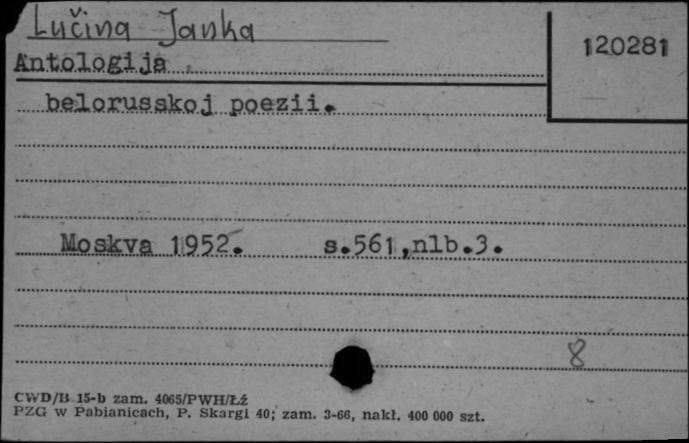 Lučina Janka
120281
Antologija
belorusskoj poezii.
Moskva 1952. s.561,nlb.3.
8
CWD/B 15-b zam. 4065/PWH/Łź
PZG w Pabianicach, P. Skargi 40; zam. 3-66, nakł. 400 000 szt.